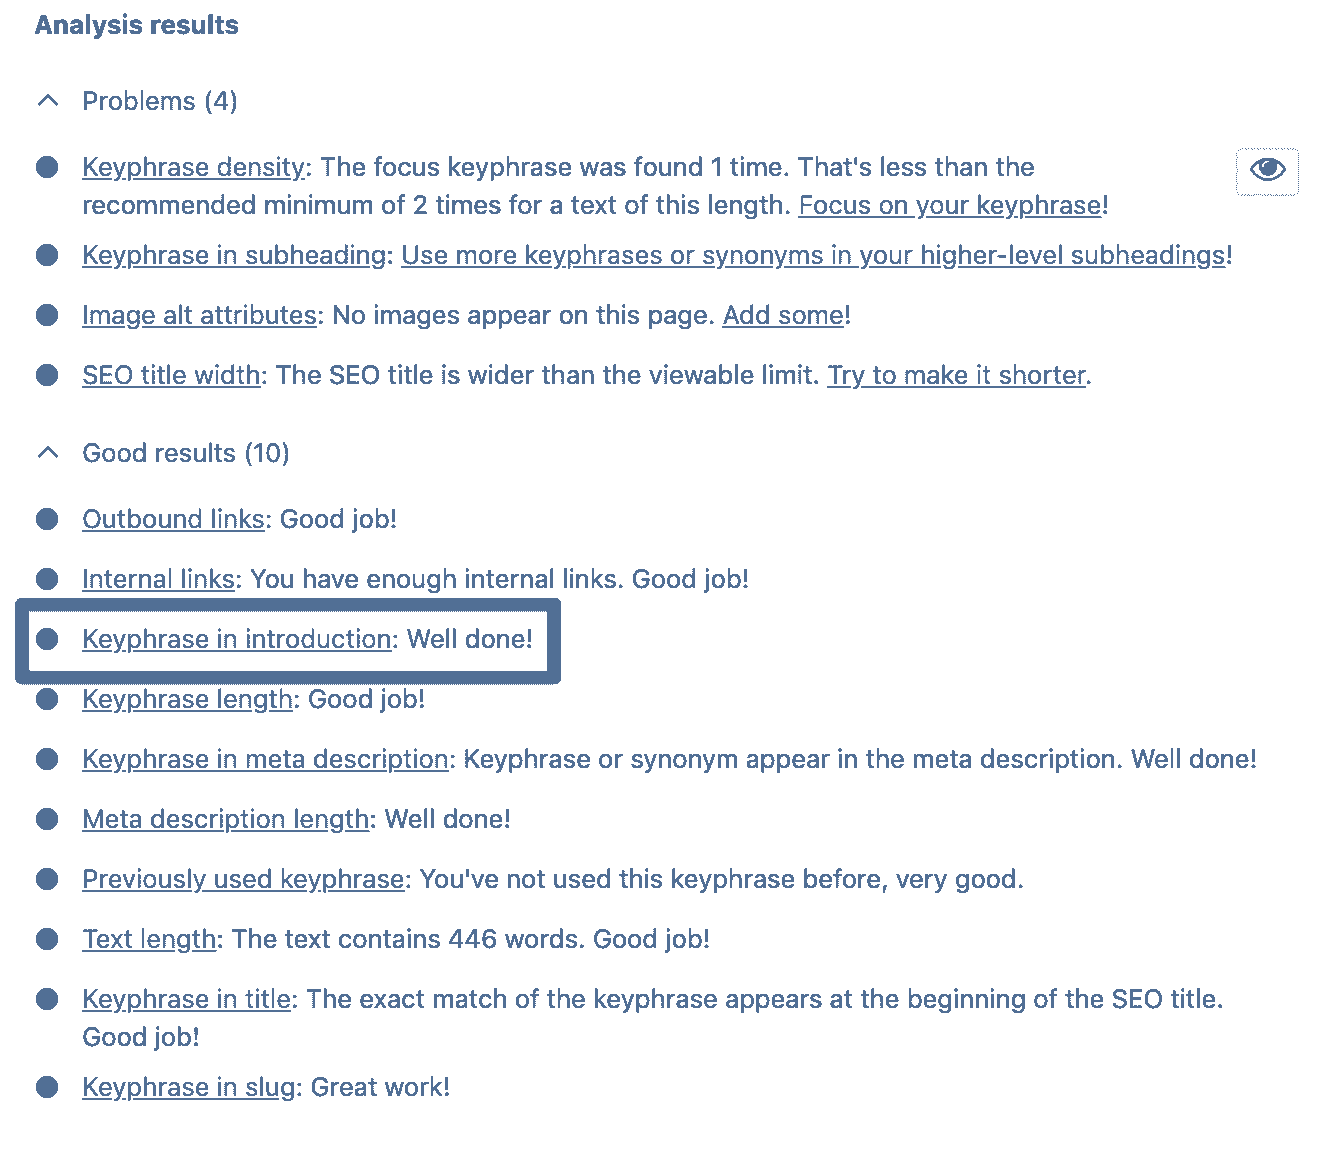 Analysis results
Problems (4)
Keyphrase density: The focus keyphrase was found 1 time. That's less than the
recommended minimum of 2 times for a text of this length. Focus on your keyphrase!
Keyphrase in subheading: Use more keyphrases or synonyms in your higher-level subheadings!
Image alt attributes: No images appear on this page. Add some!
SEO title width: The SEO title is wider than the viewable limit. Try to make it shorter.
Good results (10)
Outbound links: Good job!
Internal links: You have enough internal links. Good job!
Keyphrase in introduction: Well done!
Keyphrase length: Good job!
Keyphrase in meta description: Keyphrase or synonym appear in the meta description. Well done!
Meta description length: Well done!
Previously used keyphrase: You've not used this keyphrase before, very good.
Text length: The text contains 446 words. Good job!
Keyphrase in title: The exact match of the keyphrase appears at the beginning of the SEO title.
Good job!
Keyphrase in slug: Great work!